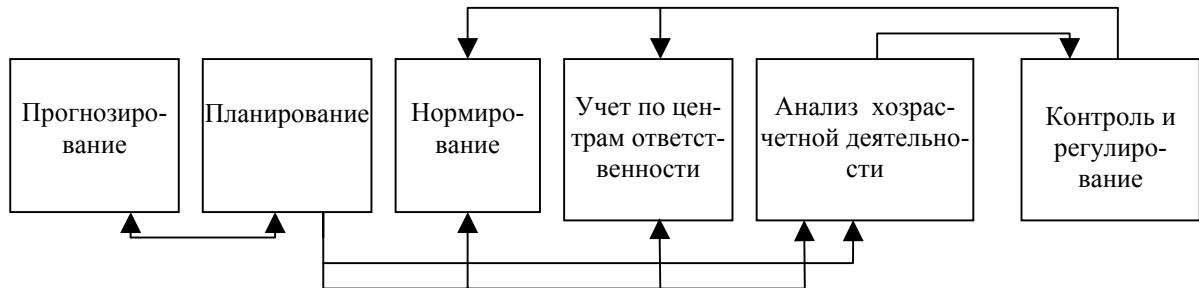 Прогнозиро-
вание
Планирование
Нормиро-
вание
Учет по цен-
трам ответст-
венности
Анализ хозрас-
четной деятельно-
сти
Контроль и
регулиро-
вание